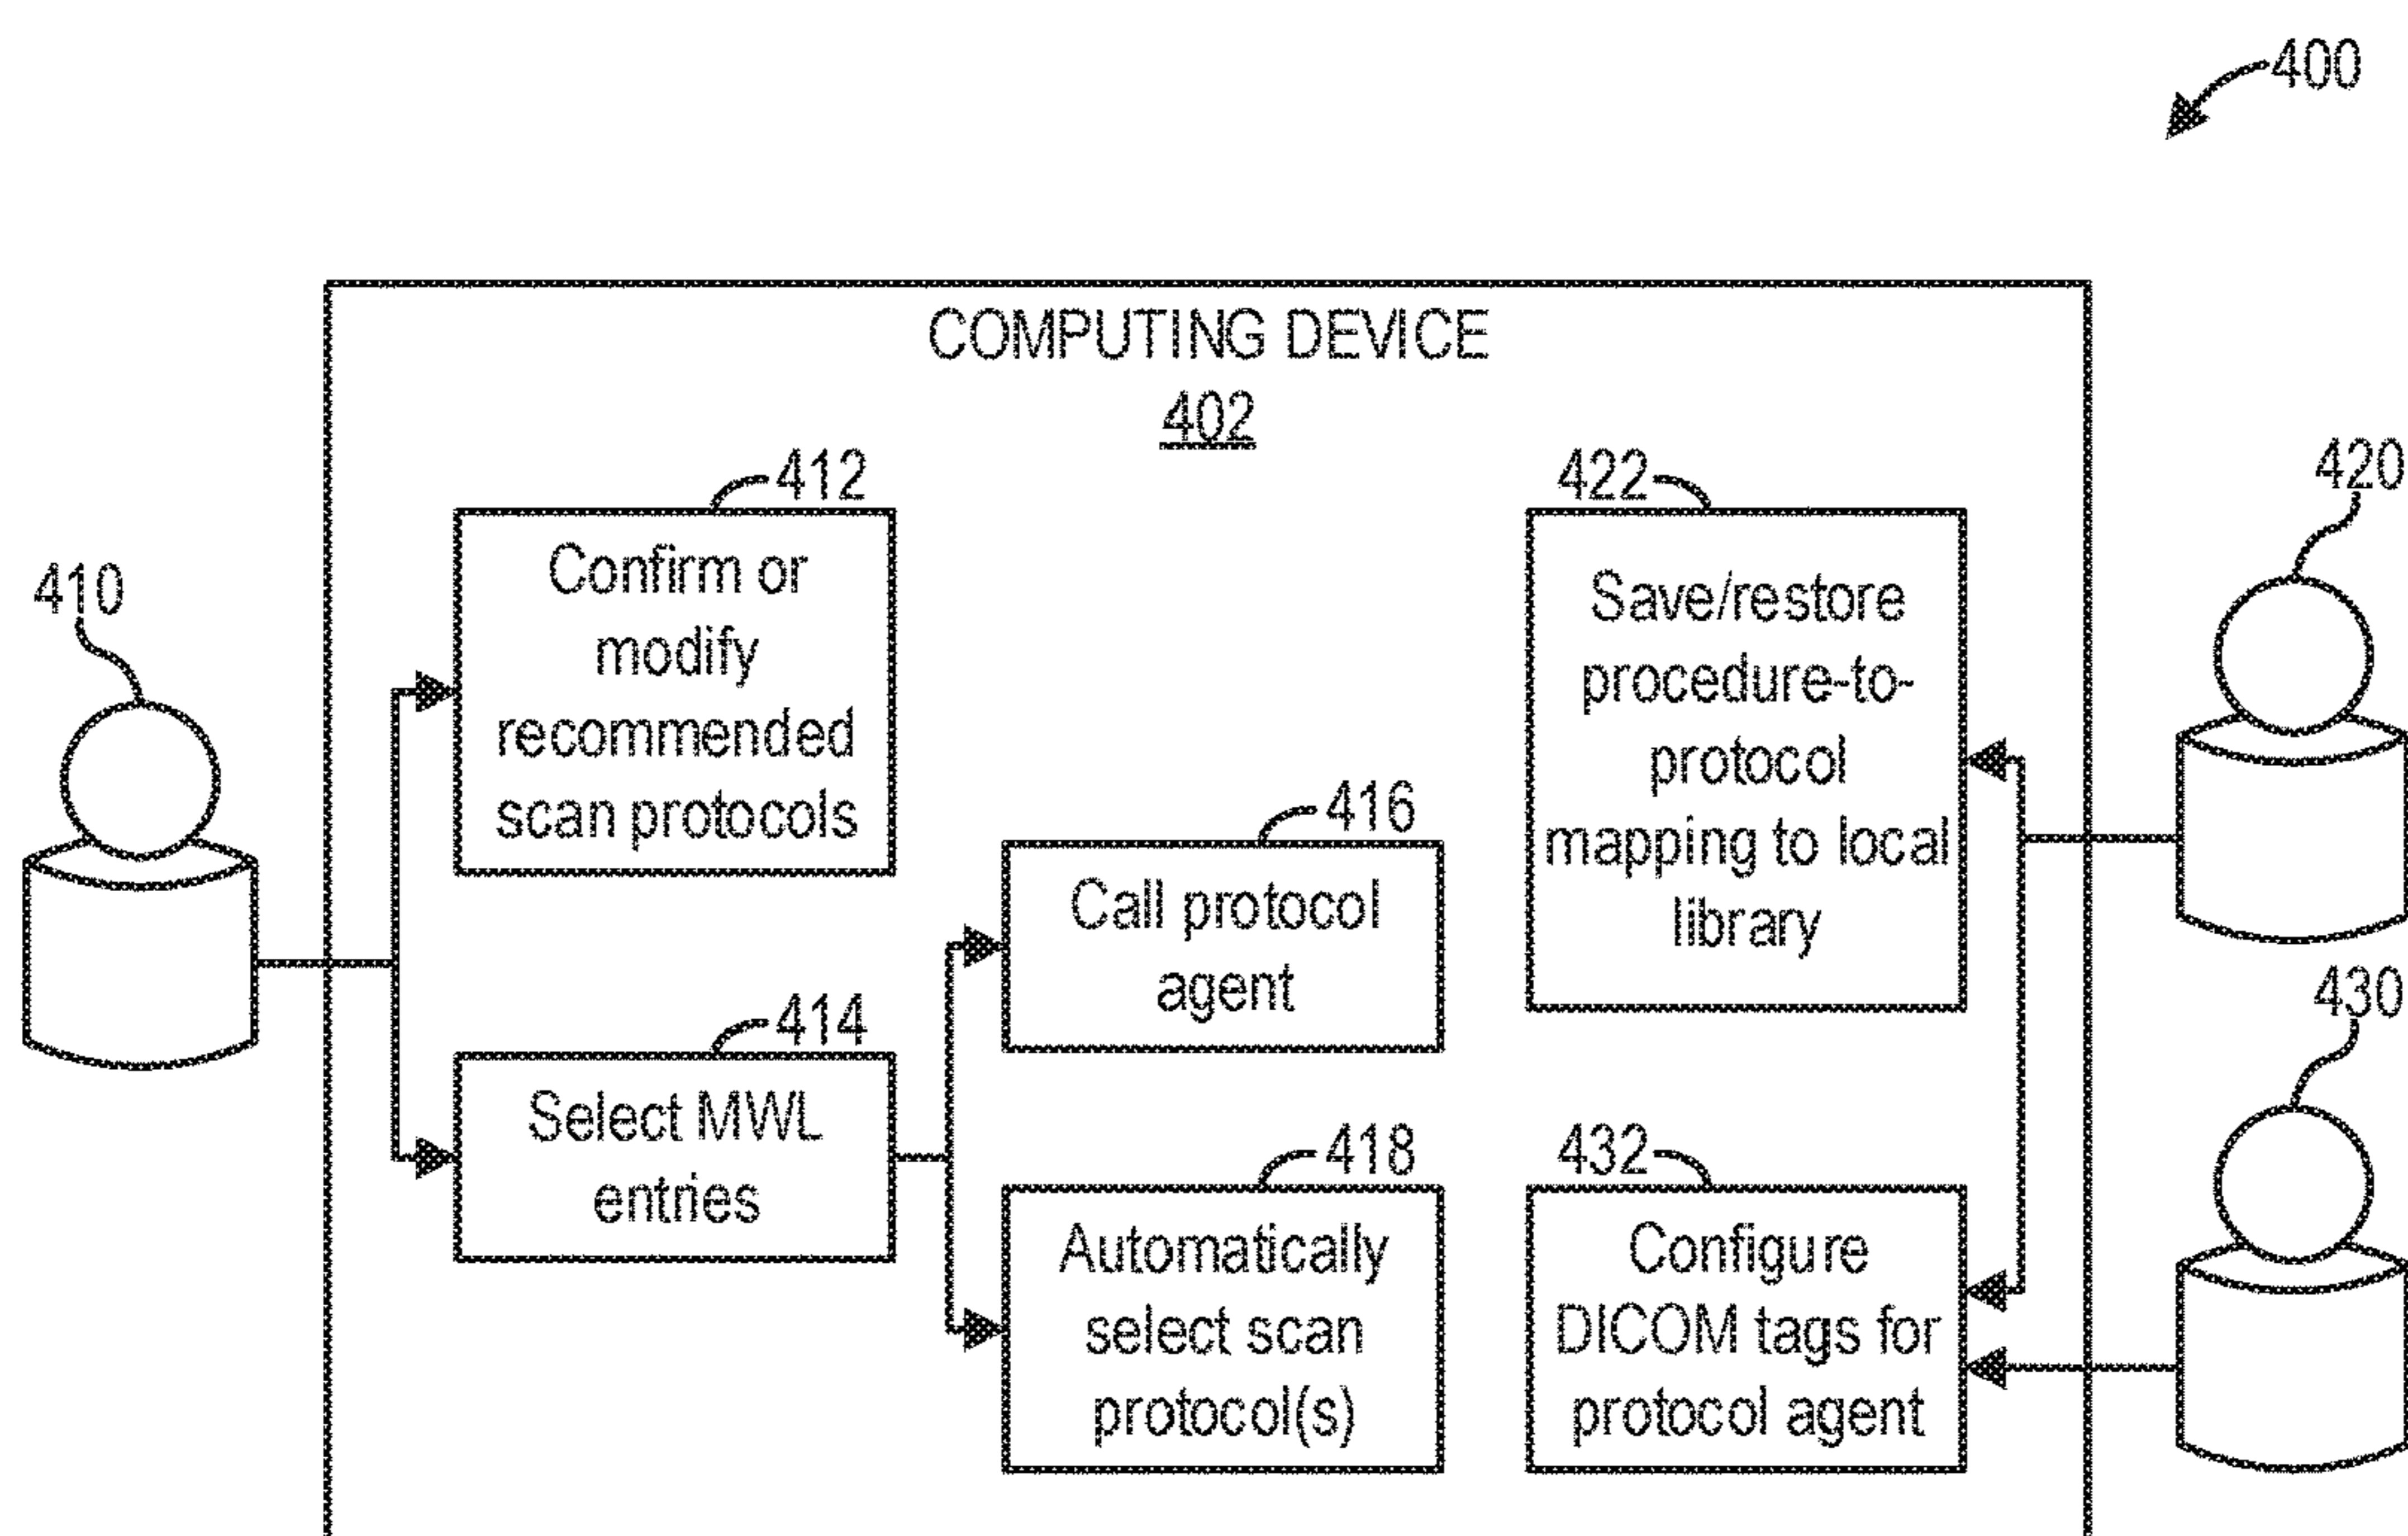 400
COMPUTING DEVICE
402
412
422
420
410
Confirm or
modify
recommended
scan protocols
Save/restore
procedure-to-
protocol
mapping to local
library
416
Call protocol
agent
430
414
Select MWL
entries
418
Automatically
select scan
protocol(s)
432
Configure
DICOM tags for
protocol agent